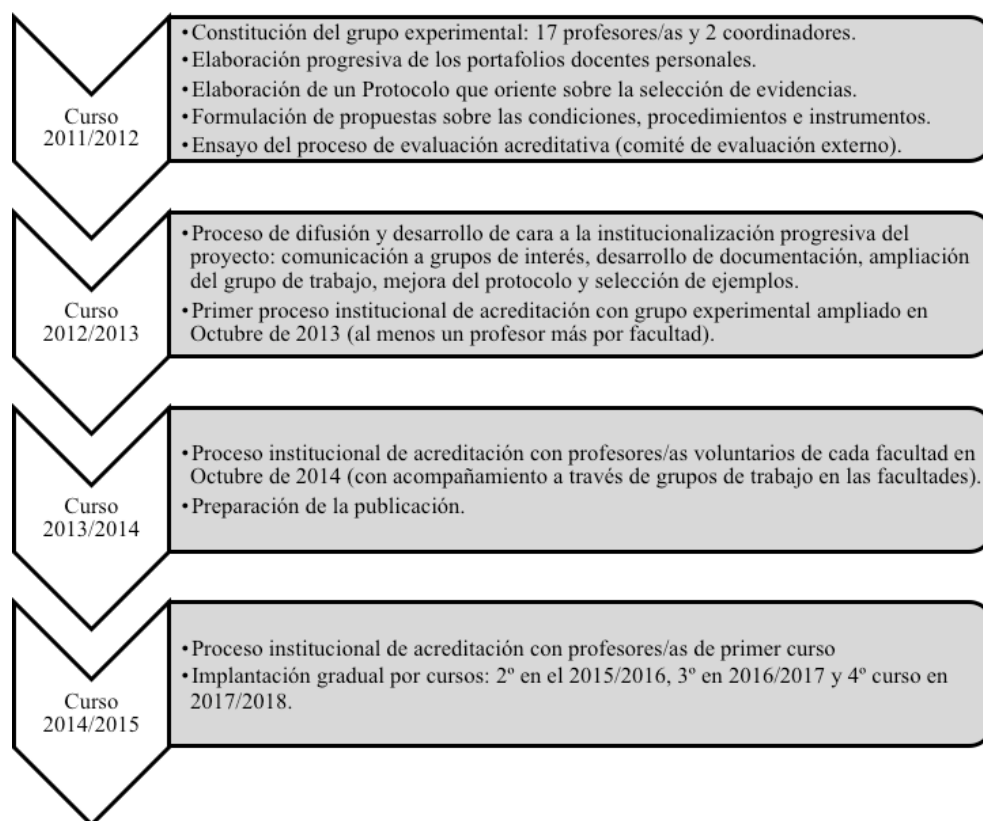 Curso
2011/2012
•Constitución del grupo experimental: 17 profesores/as y 2 coordinadores.
•Elaboración progresiva de los portafolios docentes personales.
•Elaboración de un Protocolo que oriente sobre la selección de evidencias.
•Formulación de propuestas sobre las condiciones, procedimientos e instrumentos.
•Ensayo del proceso de evaluación acreditativa (comité de evaluación externo).
Curso
2012/2013
•Proceso de difusión y desarrollo de cara a la institucionalización progresiva del
proyecto: comunicación a grupos de interés, desarrollo de documentación, ampliación
del grupo de trabajo, mejora del protocolo y selección de ejemplos.
•Primer proceso institucional de acreditación con grupo experimental ampliado en
Octubre de 2013 (al menos un profesor más por facultad).
Curso
2013/2014
•Proceso institucional de acreditación con profesores/as voluntarios de cada facultad en
Octubre de 2014 (con acompañamiento a través de grupos de trabajo en las facultades).
•Preparación de la publicación.
Curso
2014/2015
•Proceso institucional de acreditación con profesores/as de primer curso
•Implantación gradual por cursos: 2º en el 2015/2016, 3º en 2016/2017 y 4º curso en
2017/2018.